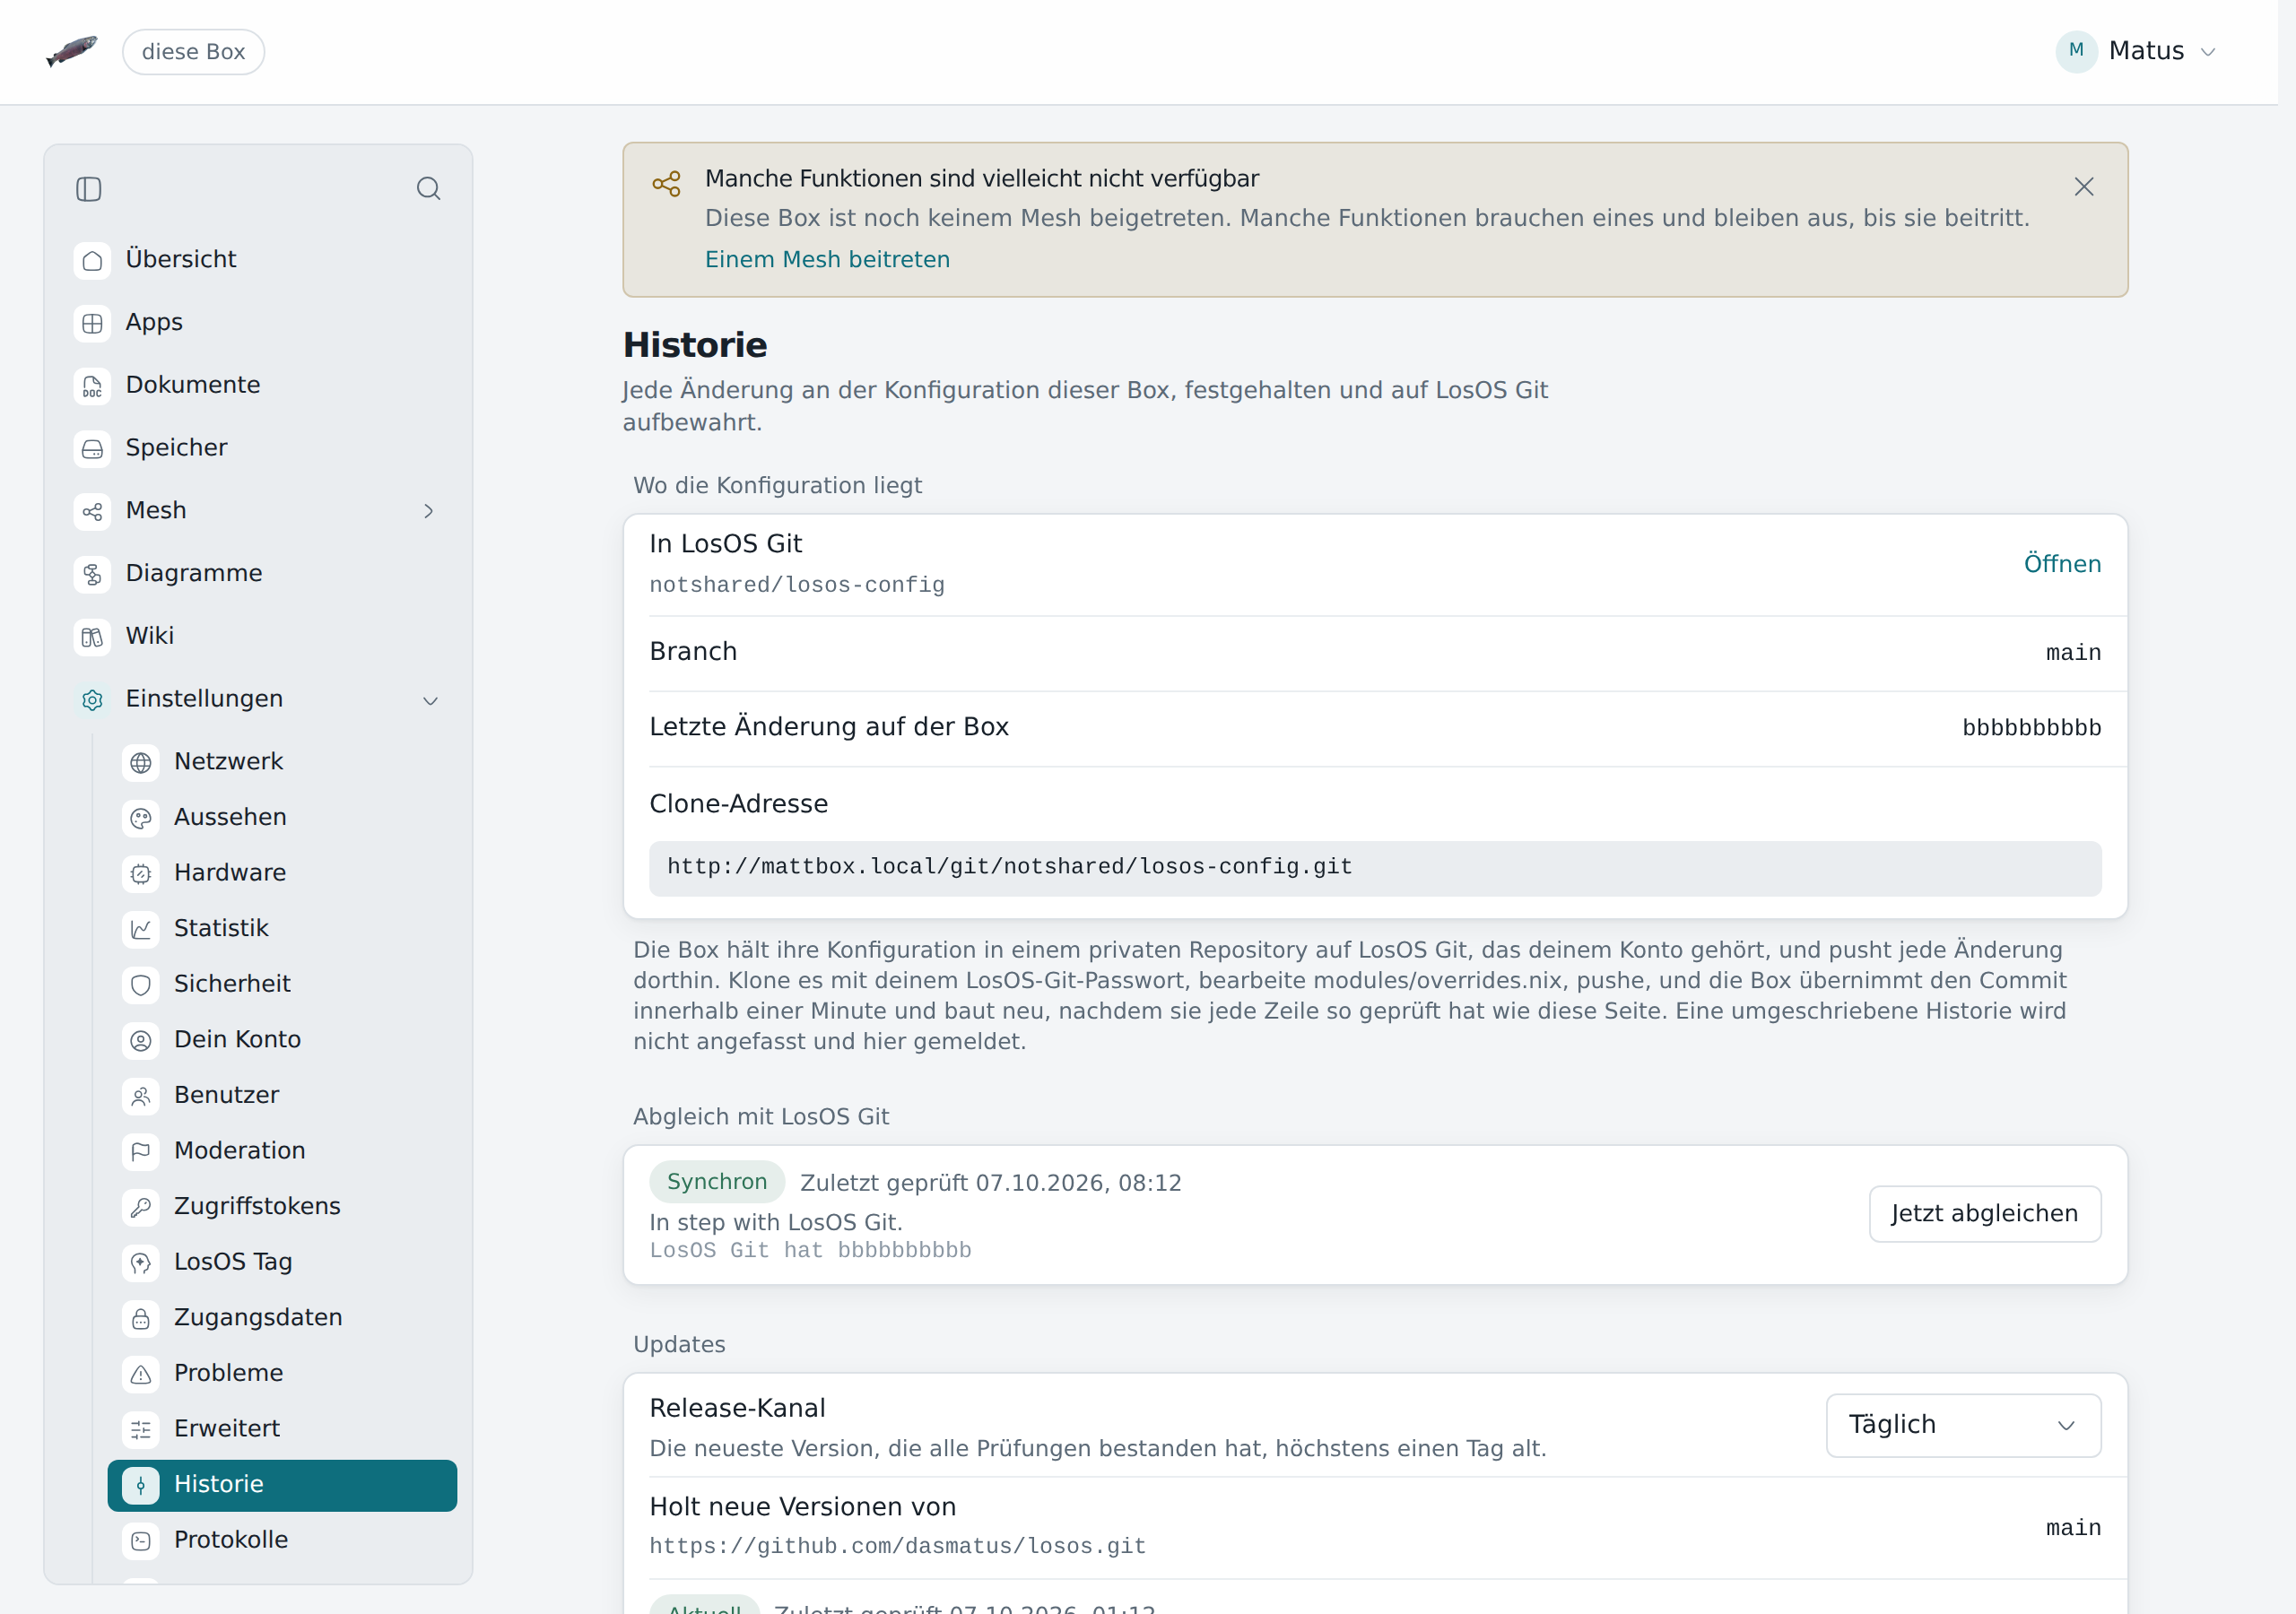 diese Box
M
Matus
Übersicht
Apps
Dokumente
Speicher
Mesh
Diagramme
Wiki
Einstellungen
Netzwerk
Aussehen
Hardware
Statistik
Sicherheit
Dein Konto
Benutzer
Moderation
Zugriffstokens
LosOS Tag
Zugangsdaten
Probleme
Erweitert
Historie
Protokolle
Manche Funktionen sind vielleicht nicht verfügbar
Diese Box ist noch keinem Mesh beigetreten. Manche Funktionen brauchen eines und bleiben aus, bis sie beitritt.
Einem Mesh beitreten
Historie
Jede Änderung an der Konfiguration dieser Box, festgehalten und auf LosOS Git
aufbewahrt.
Wo die Konfiguration liegt
In LosOS Git
notshared/losos-config
Öffnen
Branch
main
Letzte Änderung auf der Box
bbbbbbbbbb
Clone-Adresse
http://mattbox.local/git/notshared/losos-config.git
Die Box hält ihre Konfiguration in einem privaten Repository auf LosOS Git, das deinem Konto gehört, und pusht jede Änderung
dorthin. Klone es mit deinem LosOS-Git-Passwort, bearbeite modules/overrides.nix, pushe, und die Box übernimmt den Commit
innerhalb einer Minute und baut neu, nachdem sie jede Zeile so geprüft hat wie diese Seite. Eine umgeschriebene Historie wird
nicht angefasst und hier gemeldet.
Abgleich mit LosOS Git
Synchron
Zuletzt geprüft 07.10.2026, 08:12
In step with LosOS Git.
LosOS Git hat bbbbbbbbbb
Jetzt abgleichen
Updates
Release-Kanal
Die neueste Version, die alle Prüfungen bestanden hat, höchstens einen Tag alt.
Täglich
Holt neue Versionen von
https://github.com/dasmatus/losos.git
main
Aktuell
Zuletzt geprüft 07.10.2026, 01:12